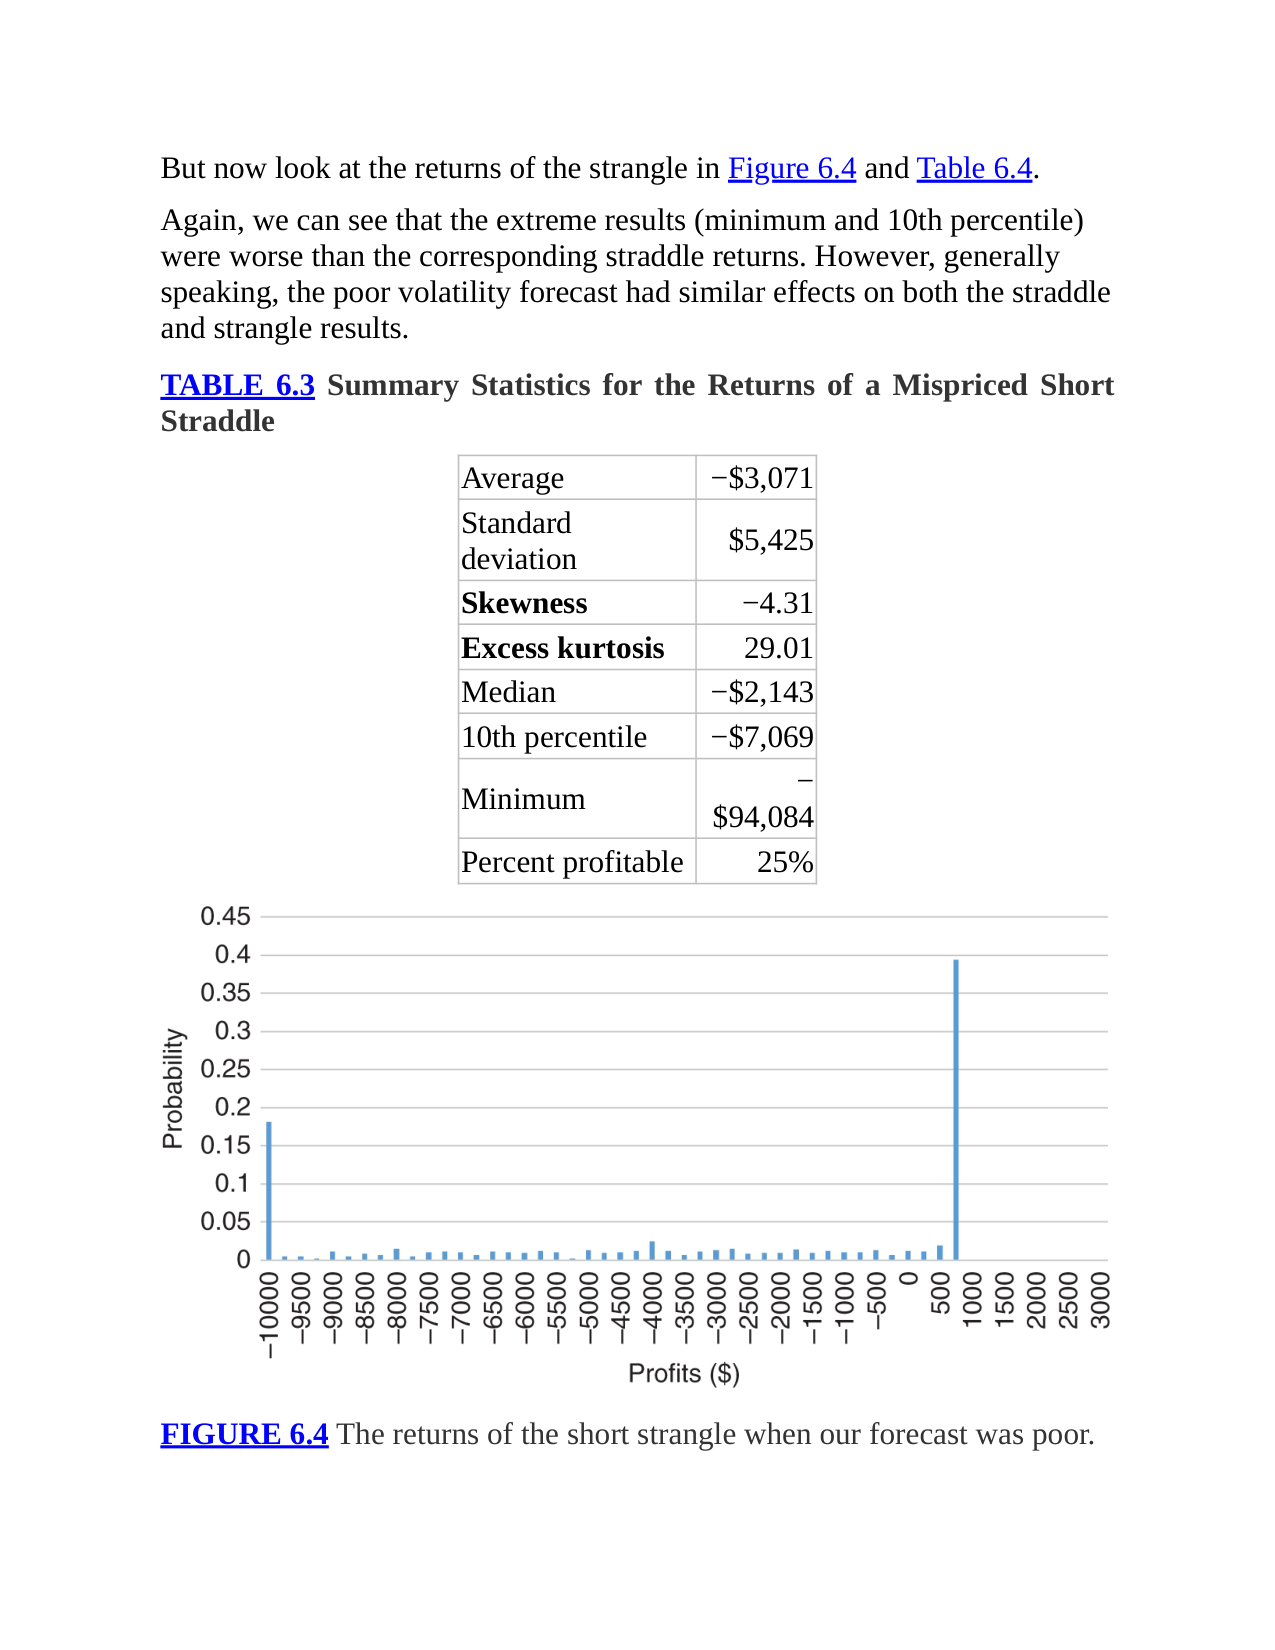 But now look at the returns of the strangle in Figure 6.4 and Table 6.4.
Again, we can see that the extreme results (minimum and 10th percentile)
were worse than the corresponding straddle returns. However, generally
speaking, the poor volatility forecast had similar effects on both the straddle
and strangle results.
TABLE 6.3 Summary Statistics for the Returns of a Mispriced Short
Straddle
Average −$3,071
Standard
deviation
$5,425
Skewness −4.31
Excess kurtosis 29.01
Median −$2,143
10th percentile −$7,069
Minimum
−
$94,084
Percent profitable 25%
0.45
0.4
0.35
0.3
0.25
0.2
0.15
0.1
0.05
0
Probability
−10000
−9500
−9000
−8500
−8000
−7500
−7000
−6500
−6000
−5500
−5000
−4500
−4000
−3500
−3000
−2500
−2000
−1500
−1000
−500
0
500
1000
1500
2000
2500
3000
Profits ($)
FIGURE 6.4 The returns of the short strangle when our forecast was poor.